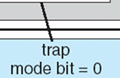 trap
mode bit = 0